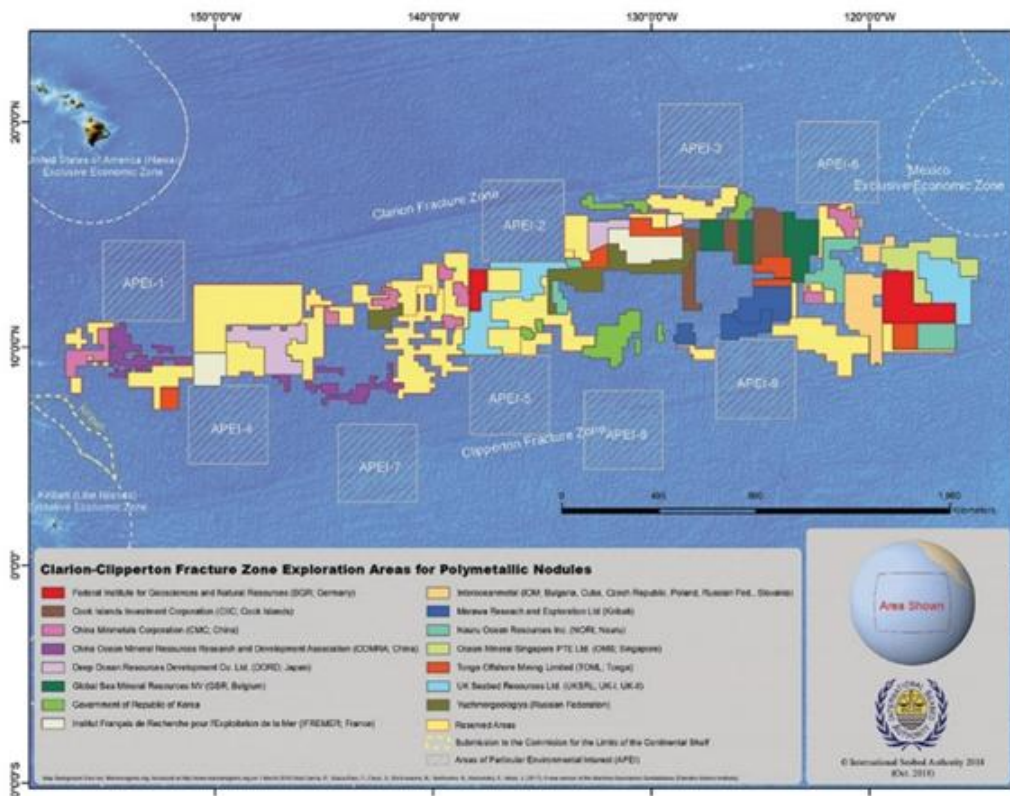 150°0'0"W 140°0'0"W 130°0'0"W 120°0'0"W
20°0'0"N
10°0'0"N
0°0'0"
United States of America (Hawaii)
Exclusive Economic Zone
Mexico
Exclusive Economic Zone
Clarion Fracture Zone
Clipperton Fracture Zone
APEI-3
APEI-6
APEI-2
APEI-1
APEI-5
APEI-4
APEI-7
Kiribati (Line Islands)
Exclusive Economic Zone
0
Kilometers
Clarion-Clipperton Fracture Zone Exploration Areas for Polymetallic Nodules
Federal Institute for Geosciences and Natural Resources (BGR, Germany)
Cook Islands Investment Corporation (CIIC, Cook Islands)
China Minmetals Corporation (CMC, China)
China Ocean Mineral Resources Research and Development Association (COMRA, China)
Deep Ocean Resources Development Co. Ltd. (DORD, Japan)
Global Sea Mineral Resources NV (GSR, Belgium)
Government of Republic of Korea
Institut Français de Recherche pour l'Exploitation de la Mer (IFREMER, France)
Interoceanmetal (IOM, Bulgaria, Cuba, Czech Republic, Poland, Russian Fed., Slovakia)
Marawa Research and Exploration Ltd (Kiribati)
Nauru Ocean Resources Inc. (NORI, Nauru)
Ocean Mineral Singapore PTE Ltd. (OMS, Singapore)
Tonga Offshore Mining Limited (TOML, Tonga)
UK Seabed Resources Ltd. (UKSRL, UK-I, UK-II)
Yuzhmorgeologiya (Russian Federation)
Reserved Areas
Submission to the Commission for the Limits of the Continental Shelf
Areas of Particular Environmental Interest (APEI)
Area Shown
INTERNATIONAL SEABED AUTHORITY
© International Seabed Authority 2018
(Oct. 2018)